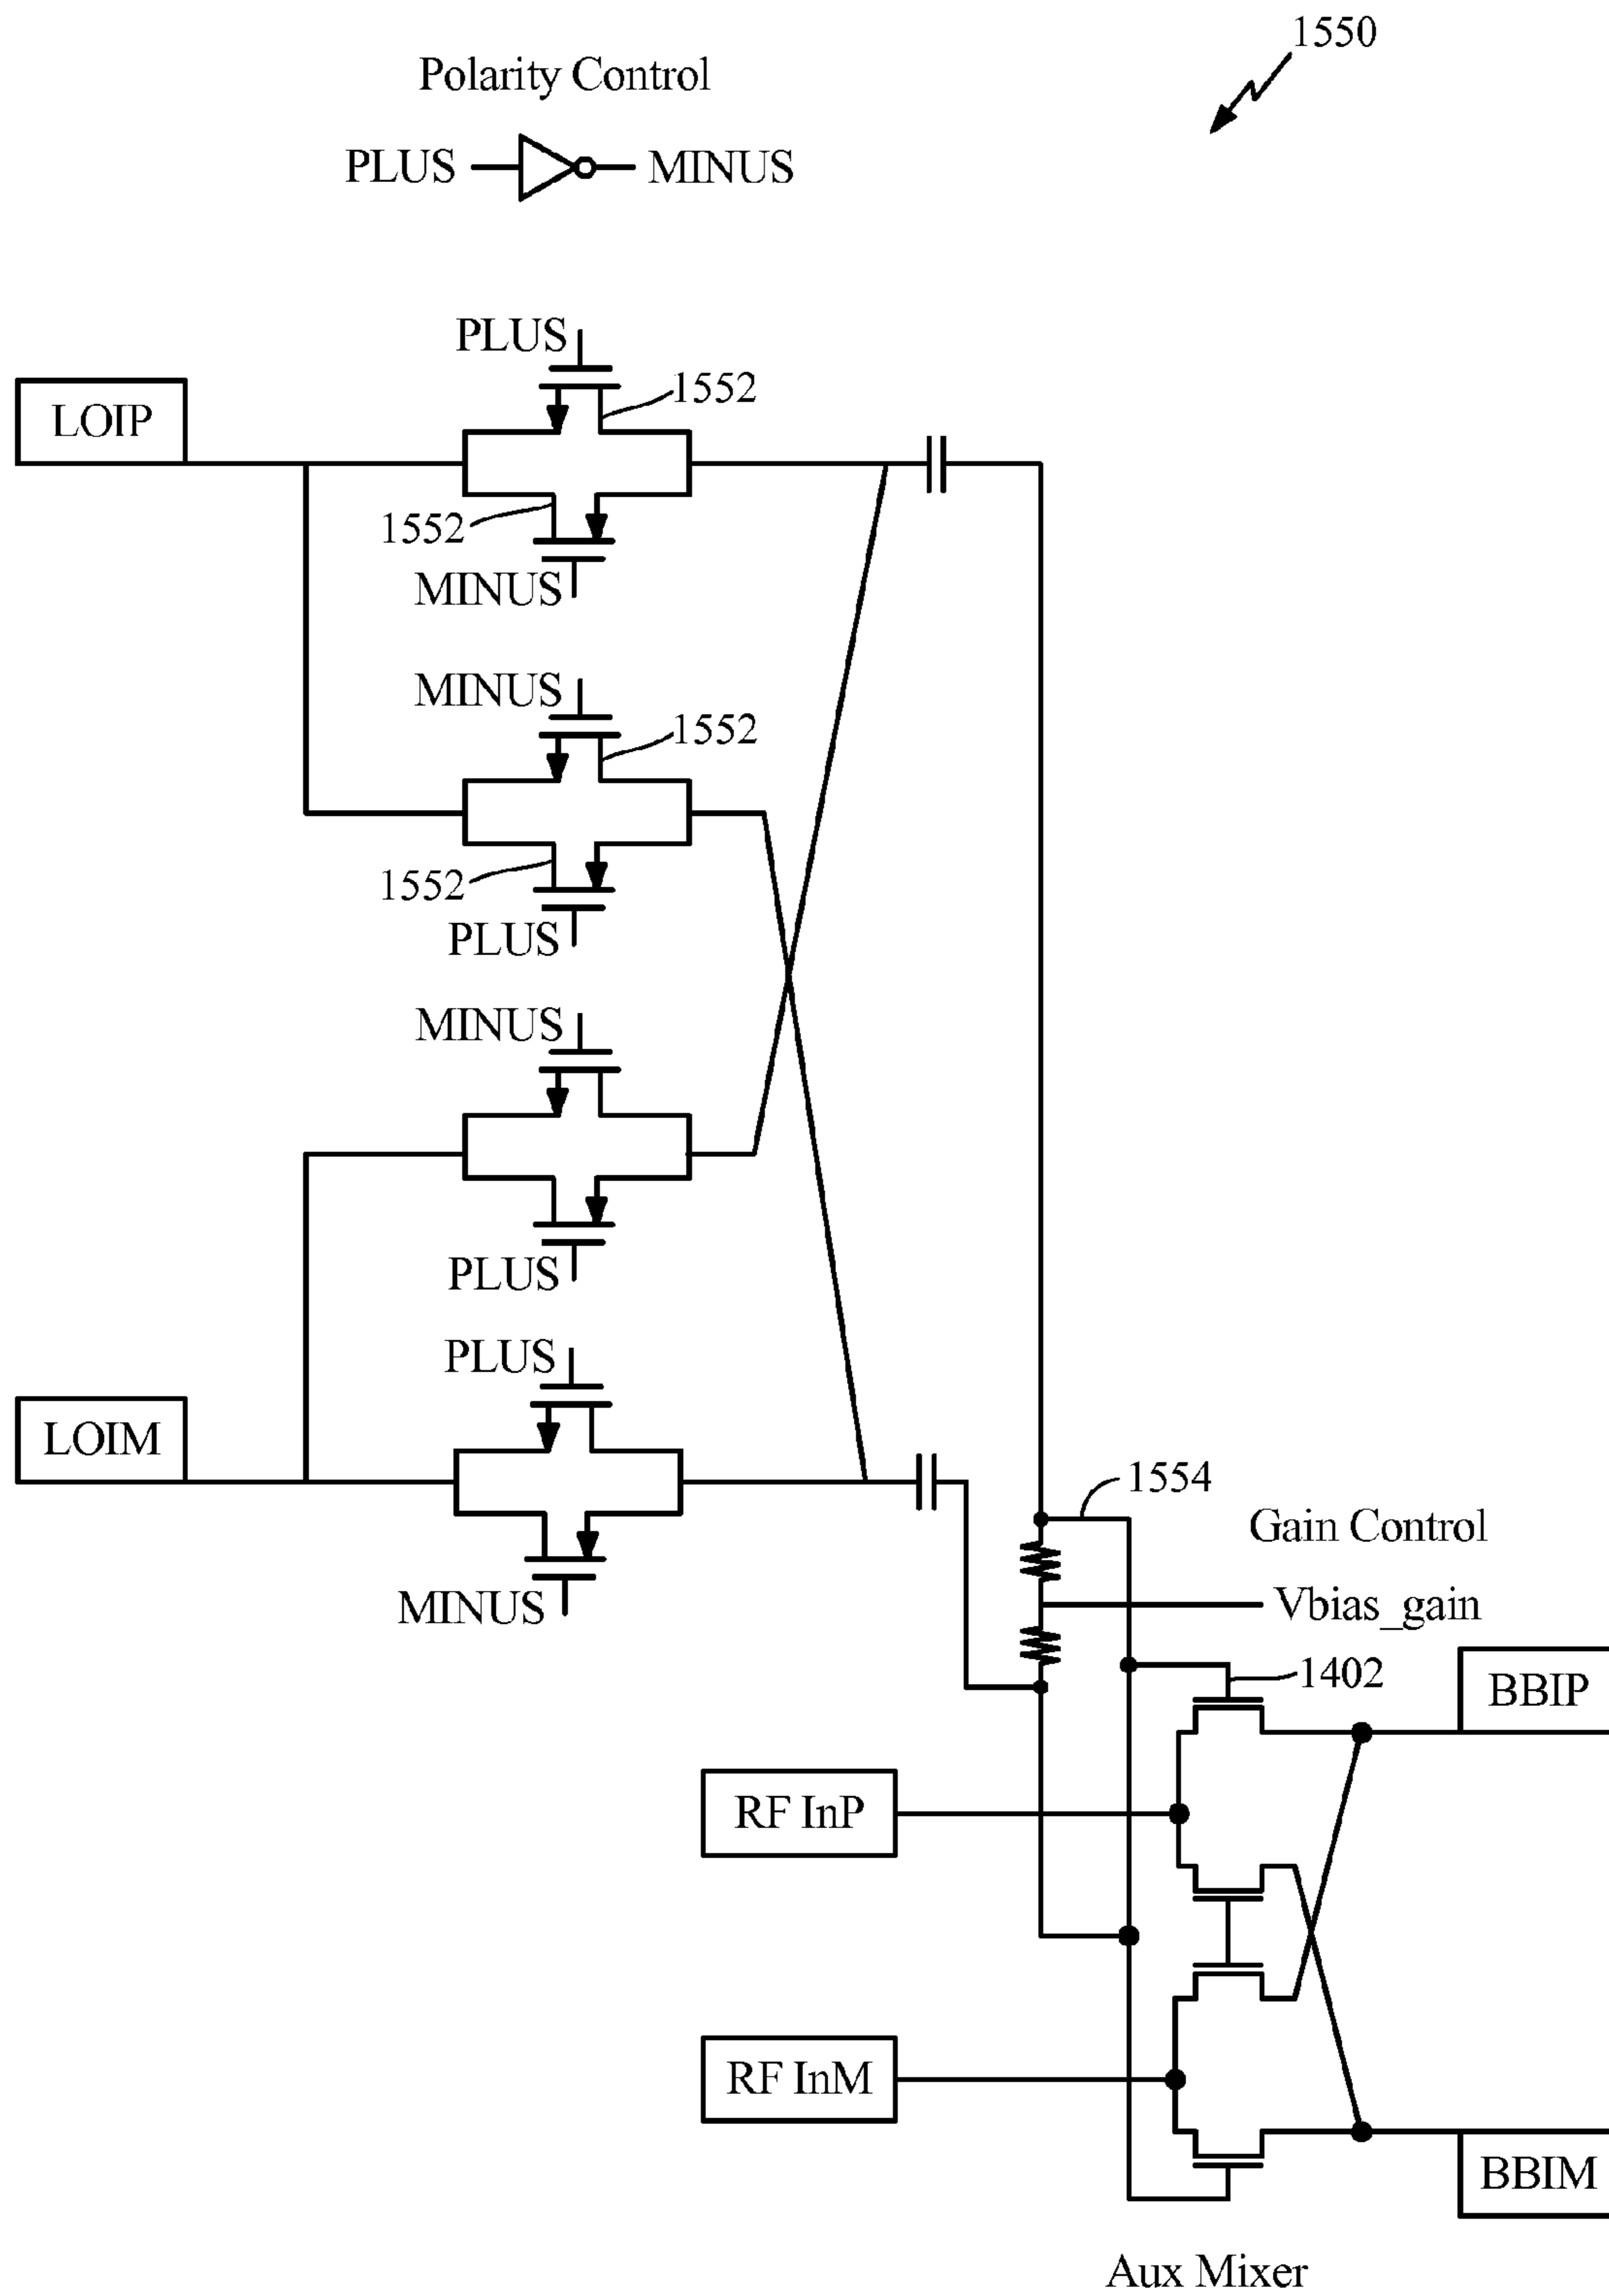 1550
Polarity Control
PLUS MINUS
PLUS
1552
LOIP
1552
MINUS
MINUS
1552
1552
PLUS
MINUS
PLUS
PLUS
LOIM
1554
Gain Control
MINUS
Vbias_gain
1402
BBIP
RF InP
RF InM
BBIM
Aux Mixer